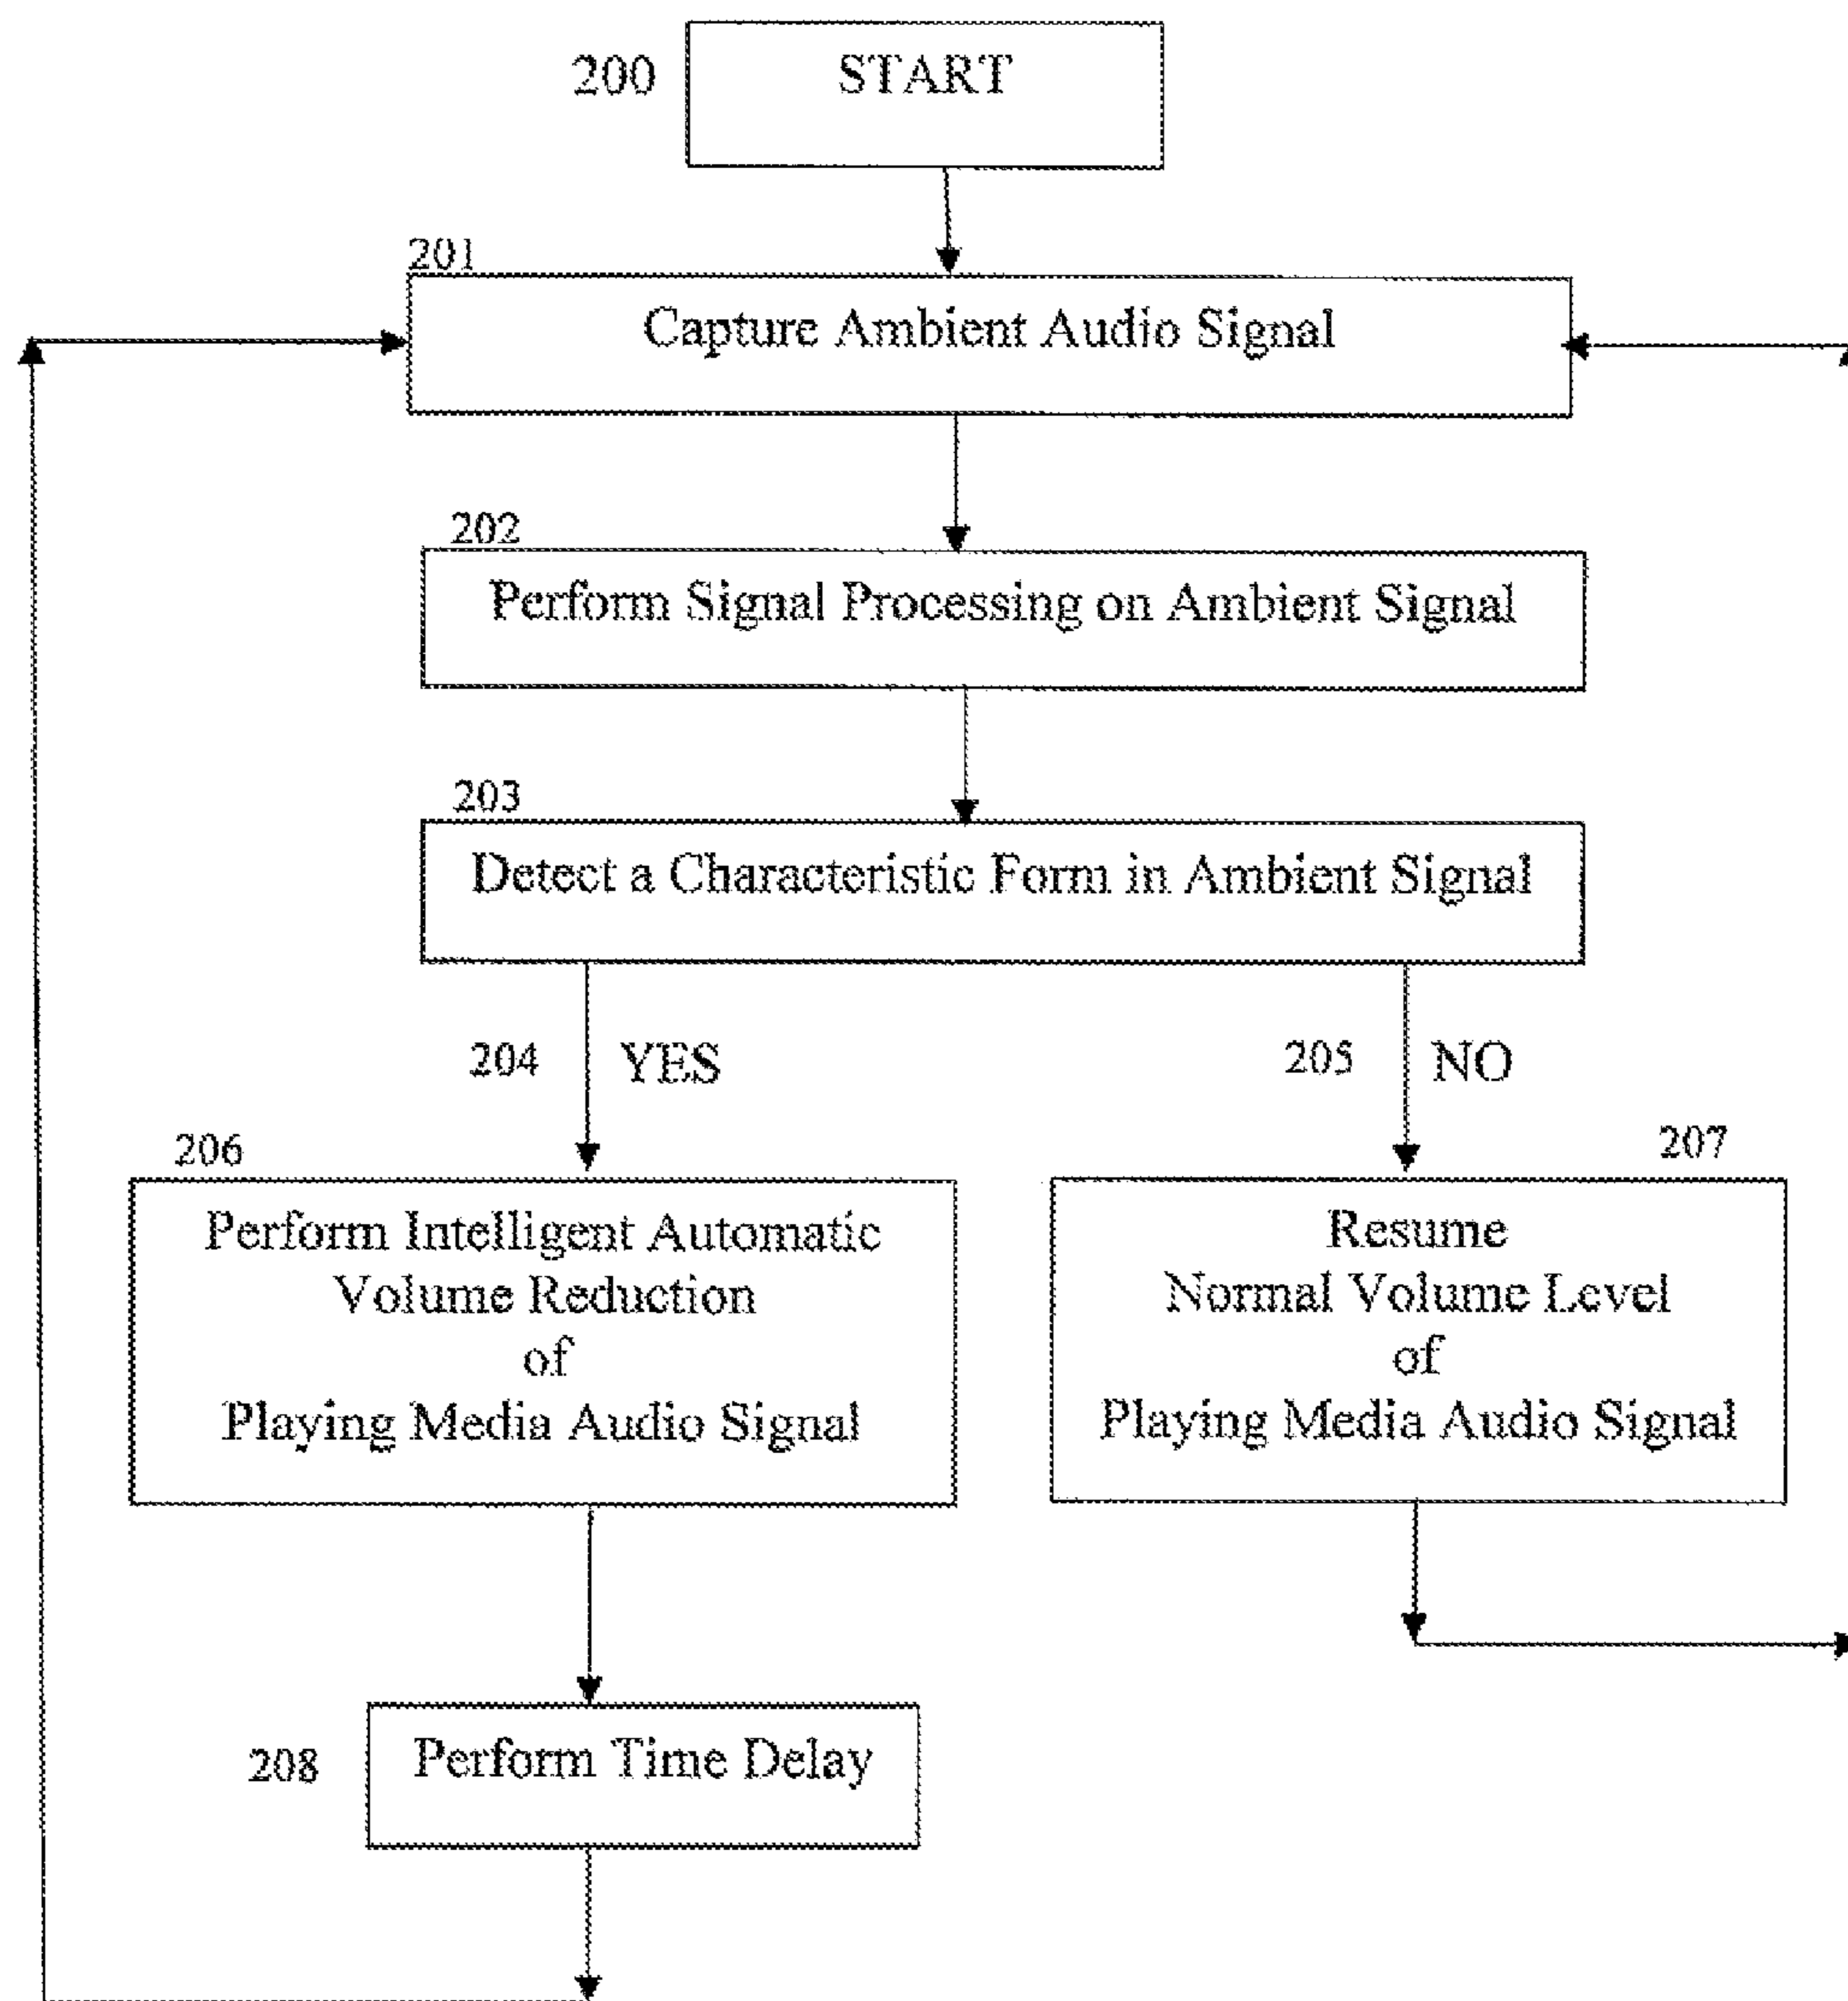 200
START
201
Capture Ambient Audio Signal
202
Perform Signal Processing on Ambient Signal
203
Detect a Characteristic Form in Ambient Signal
204 YES
205 NO
206
Perform Intelligent Automatic
Volume Reduction
of
Playing Media Audio Signal
207
Resume
Normal Volume Level
of
Playing Media Audio Signal
208
Perform Time Delay